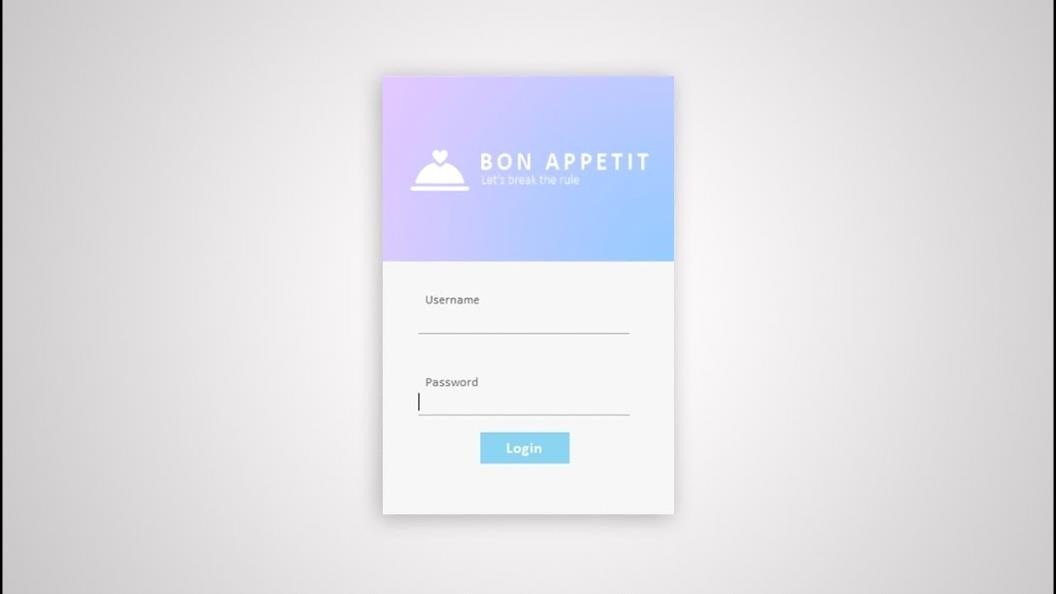 BON APPETIT
Let's break the rule
Username
Password
Login